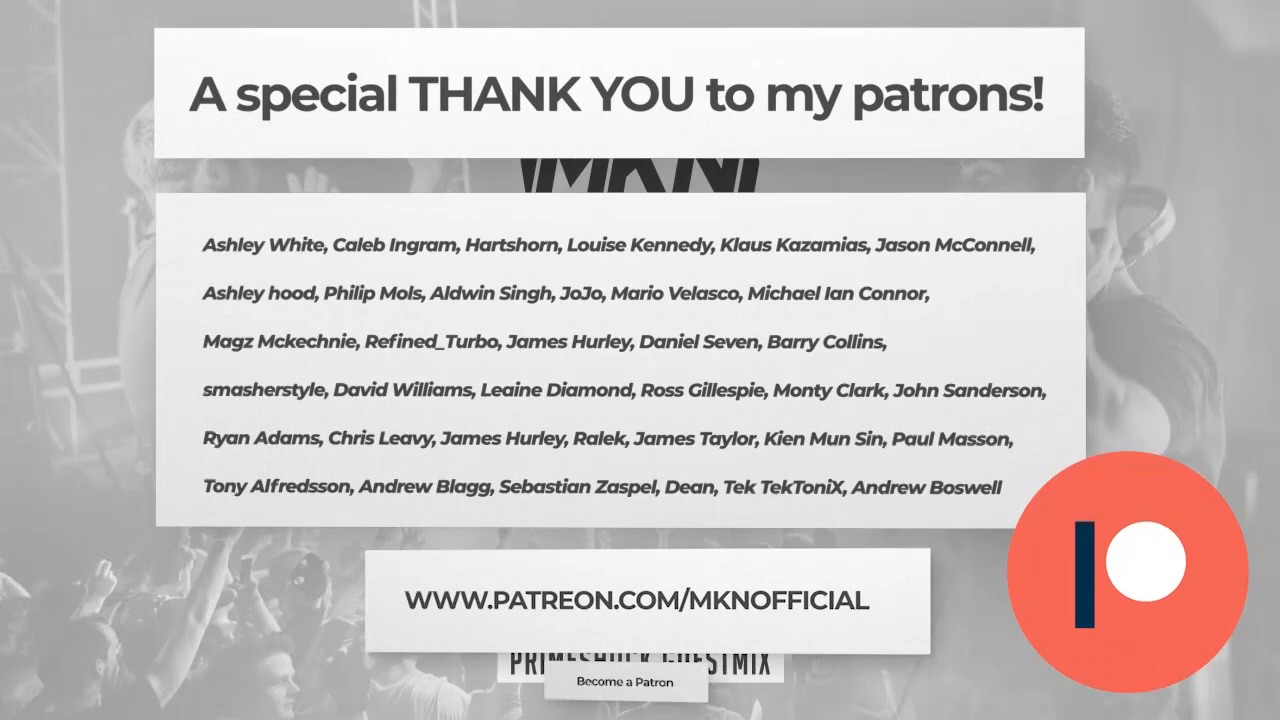 A special THANK YOU to my patrons!
MKN
Ashley White, Caleb Ingram, Hartshorn, Louise Kennedy, Klaus Kazamias, Jason McConnell,
Ashley hood, Philip Mols, Aldwin Singh, JoJo, Mario Velasco, Michael Ian Connor,
Magz Mckechnie, Refined_Turbo, James Hurley, Daniel Seven, Barry Collins,
smasherstyle, David Williams, Leaine Diamond, Ross Gillespie, Monty Clark, John Sanderson,
Ryan Adams, Chris Leavy, James Hurley, Ralek, James Taylor, Kien Mun Sin, Paul Masson,
Tony Alfredsson, Andrew Blagg, Sebastian Zaspel, Dean, Tek TekToniX, Andrew Boswell
WWW.PATREON.COM/MKNOFFICIAL
PRIMESHOCK GUESTMIX
Become a Patron